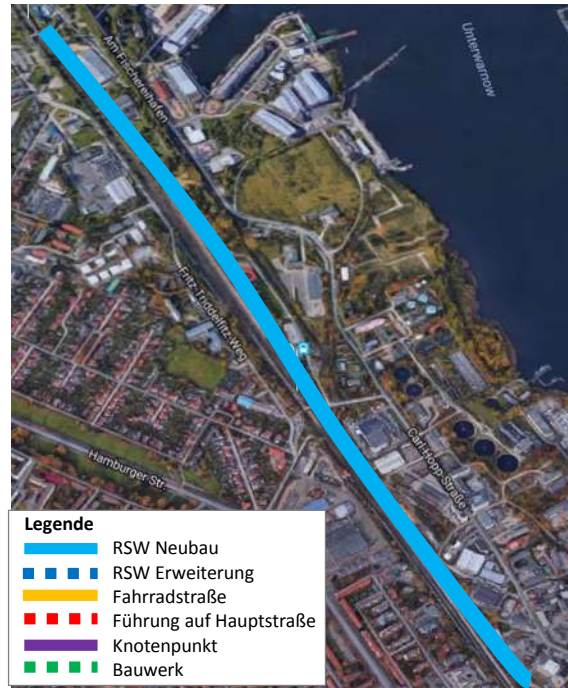 Unterwarnow
Am Fischereihafen
Fritz-Triddelfitz-Weg
Carl-Hopp-Straße
Hamburger Str.
Legende
RSW Neubau
RSW Erweiterung
Fahrradstraße
Führung auf Hauptstraße
Knotenpunkt
Bauwerk